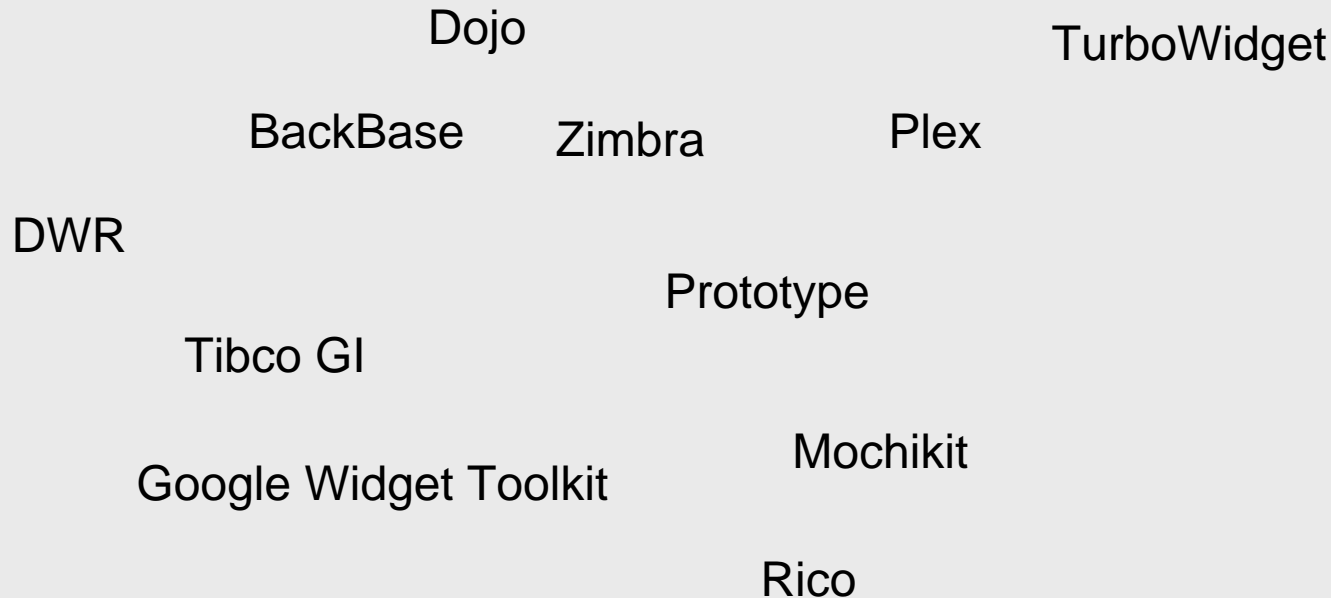 Dojo
TurboWidget
BackBase
Zimbra
Plex
DWR
Prototype
Tibco GI
Mochikit
Google Widget Toolkit
Rico